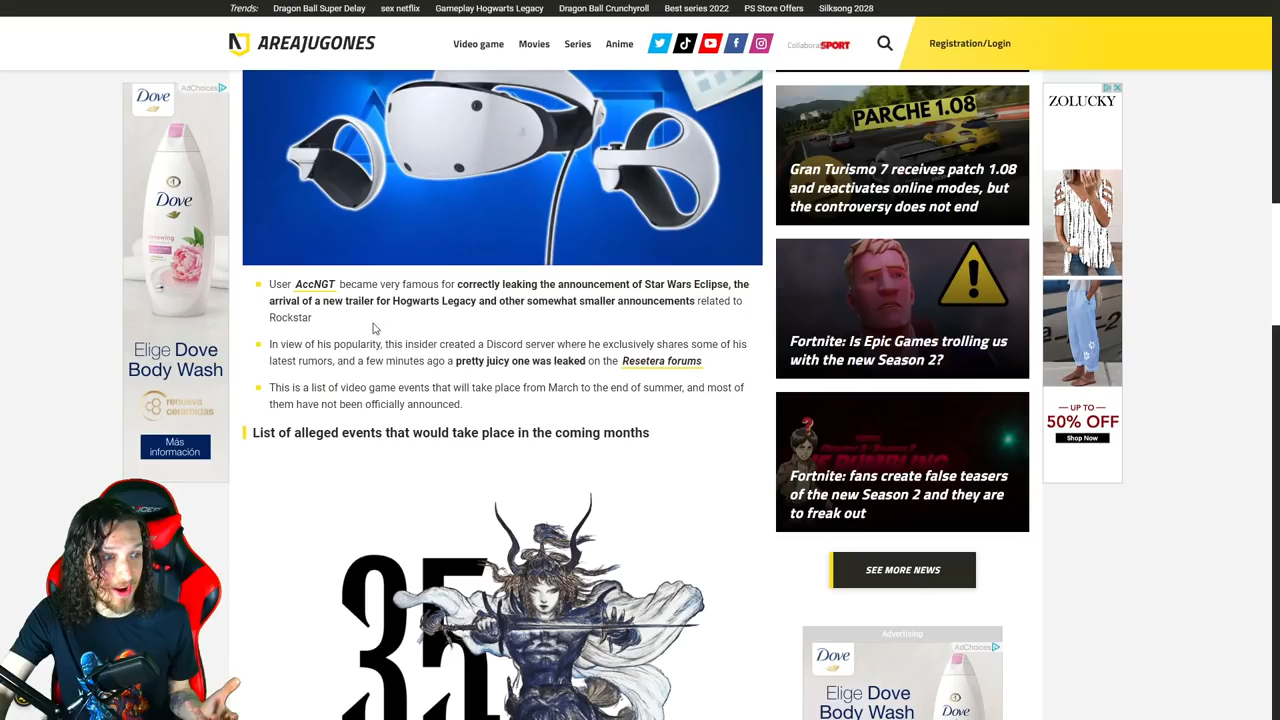 Trends: Dragon Ball Super Delay sex netflix Gameplay Hogwarts Legacy Dragon Ball Crunchyroll Best series 2022 PS Store Offers Silksong 2028
AREAJUGONES
Video game Movies Series Anime
Collabora SPORT
Registration/Login
Dove
AdChoices
Dove
Elige Dove
Body Wash
renueva
ceramidas
Más
información
User AccNGT became very famous for correctly leaking the announcement of Star Wars Eclipse, the
arrival of a new trailer for Hogwarts Legacy and other somewhat smaller announcements related to
Rockstar
In view of his popularity, this insider created a Discord server where he exclusively shares some of his
latest rumors, and a few minutes ago a pretty juicy one was leaked on the Resetera forums
This is a list of video game events that will take place from March to the end of summer, and most of
them have not been officially announced.
List of alleged events that would take place in the coming months
35
PARCHE 1.08
Gran Turismo 7 receives patch 1.08
and reactivates online modes, but
the controversy does not end
Fortnite: Is Epic Games trolling us
with the new Season 2?
Fortnite: fans create false teasers
of the new Season 2 and they are
to freak out
SEE MORE NEWS
Advertising
AdChoices
Dove
Dove
Elige Dove
Body Wash
ZOLUCKY
UP TO
50% OFF
Shop Now